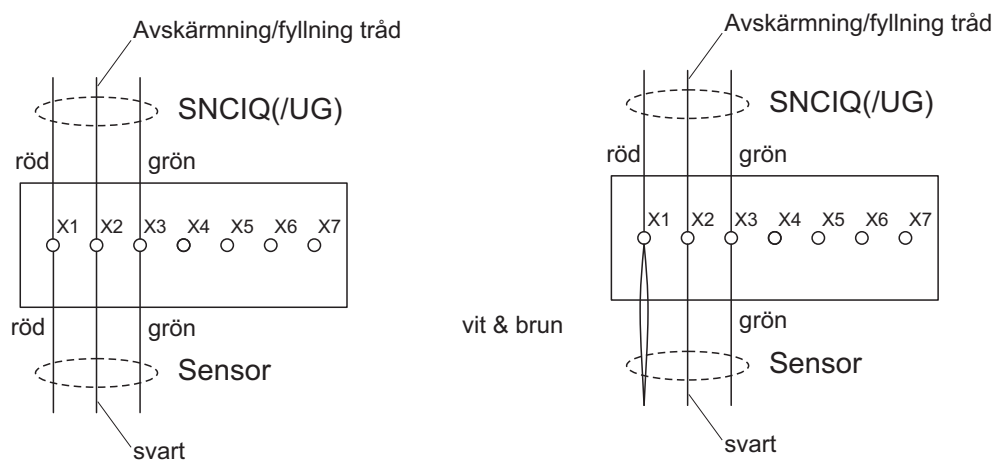 Avskärmning/fyllning tråd
SNCIQ(/UG)
röd
grön
X1 X2 X3 X4 X5 X6 X7
röd
grön
Sensor
svart
Avskärmning/fyllning tråd
SNCIQ(/UG)
röd
grön
X1 X2 X3 X4 X5 X6 X7
vit & brun
grön
Sensor
svart